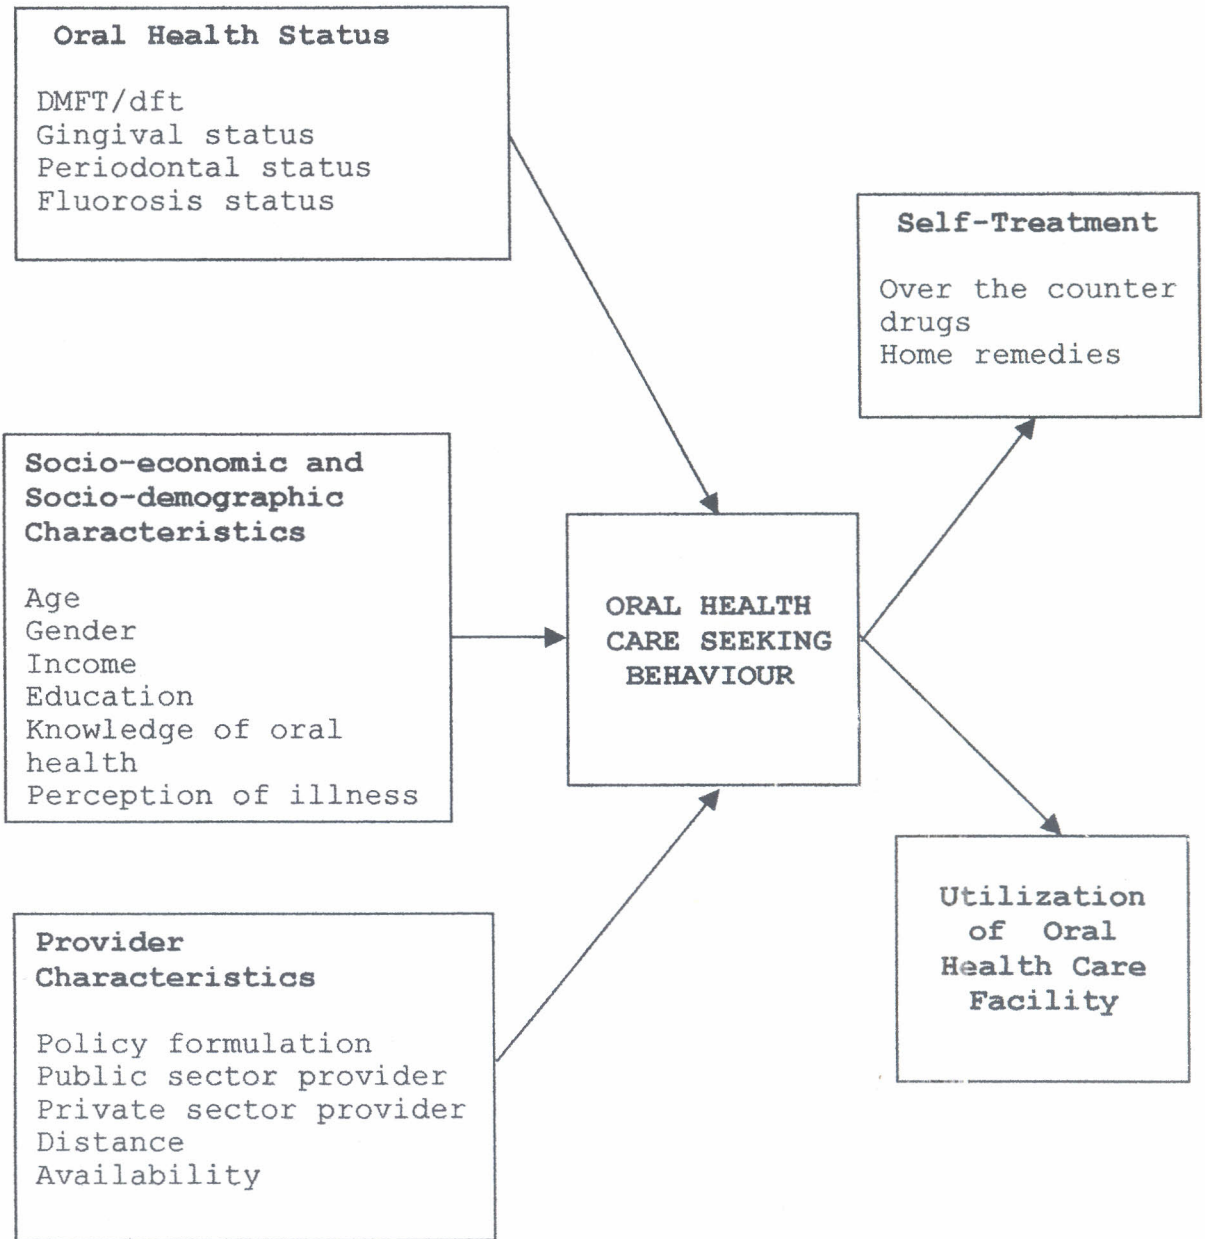 Oral Health Status
DMFT/dft
Gingival status
Periodontal status
Fluorosis status
Socio-economic and
Socio-demographic
Characteristics
Age
Gender
Income
Education
Knowledge of oral
health
Perception of illness
Provider
Characteristics
Policy formulation
Public sector provider
Private sector provider
Distance
Availability
ORAL HEALTH
CARE SEEKING
BEHAVIOUR
Self-Treatment
Over the counter
drugs
Home remedies
Utilization
of Oral
Health Care
Facility